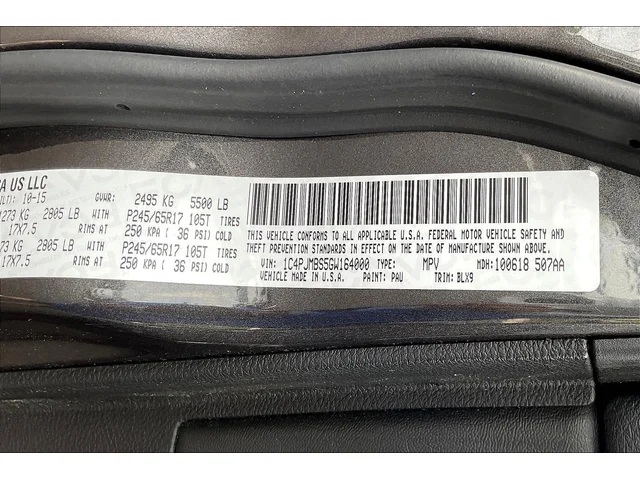 CA US LLC
10-15 GVWR: 2495 KG 5500 LB
1273 KG 2805 LB WITH P245/65R17 105T TIRES
17X7.5 RIMS AT 250 KPA ( 36 PSI) COLD
273 KG 2805 LB WITH P245/65R17 105T TIRES
17X7.5 RIMS AT 250 KPA ( 36 PSI) COLD
THIS VEHICLE CONFORMS TO ALL APPLICABLE U.S.A. FEDERAL MOTOR VEHICLE SAFETY AND
THEFT PREVENTION STANDARDS IN EFFECT ON THE DATE OF MANUFACTURE SHOWN ABOVE.
VIN: 1C4PJMBS5GW164000 TYPE: MPV MDH: 100618 507AA
VEHICLE MADE IN U.S.A. PAINT: PAU TRIM: BLX9